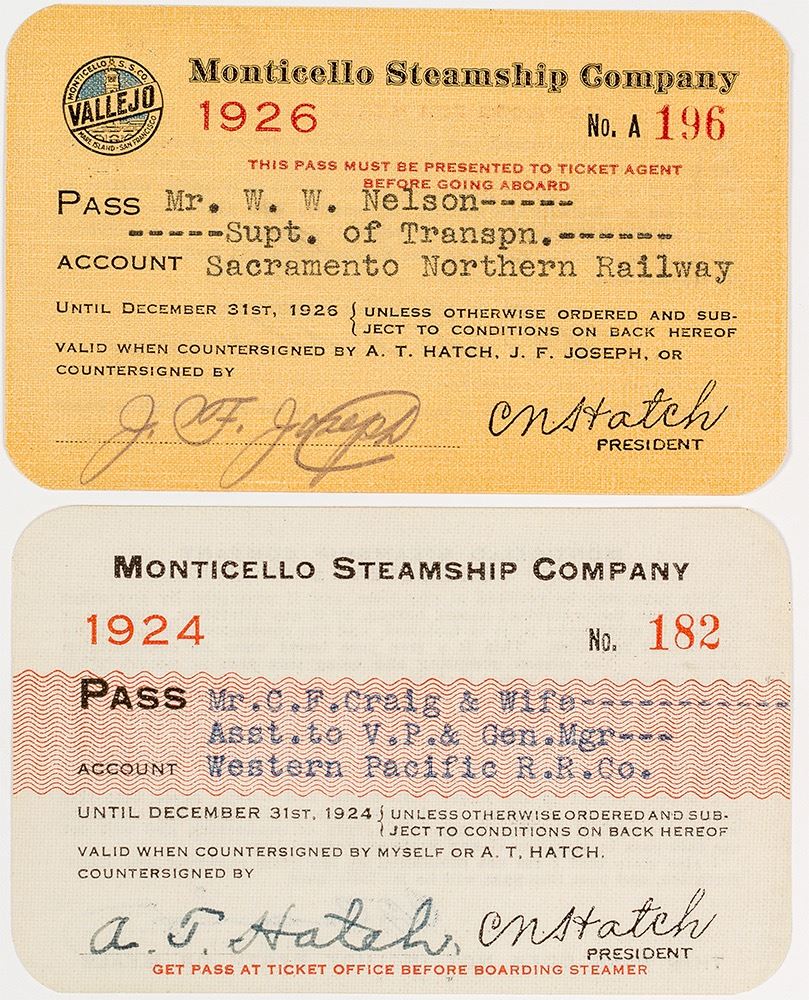 MONTICELLO S.S. CO.
VALLEJO
MARE ISLAND - SAN FRANCISCO
Monticello Steamship Company
1926
No. A 196
THIS PASS MUST BE PRESENTED TO TICKET AGENT
BEFORE GOING ABOARD
PASS Mr. W. W. Nelson-----
-----Supt. of Transpn.------
ACCOUNT Sacramento Northern Railway
UNTIL DECEMBER 31ST, 1926 { UNLESS OTHERWISE ORDERED AND SUB-
JECT TO CONDITIONS ON BACK HEREOF
VALID WHEN COUNTERSIGNED BY A. T. HATCH, J. F. JOSEPH, OR
COUNTERSIGNED BY
J. F. Joseph
CN Hatch
PRESIDENT
MONTICELLO STEAMSHIP COMPANY
1924
No. 182
PASS Mr.C.F.Craig & Wife-----------
Asst.to V.P.& Gen.Mgr---
ACCOUNT Western Pacific R.R.Co.
UNTIL DECEMBER 31ST, 1924 { UNLESS OTHERWISE ORDERED AND SUB-
JECT TO CONDITIONS ON BACK HEREOF
VALID WHEN COUNTERSIGNED BY MYSELF OR A. T, HATCH.
COUNTERSIGNED BY
A. T. Hatch.
CN Hatch
PRESIDENT
GET PASS AT TICKET OFFICE BEFORE BOARDING STEAMER